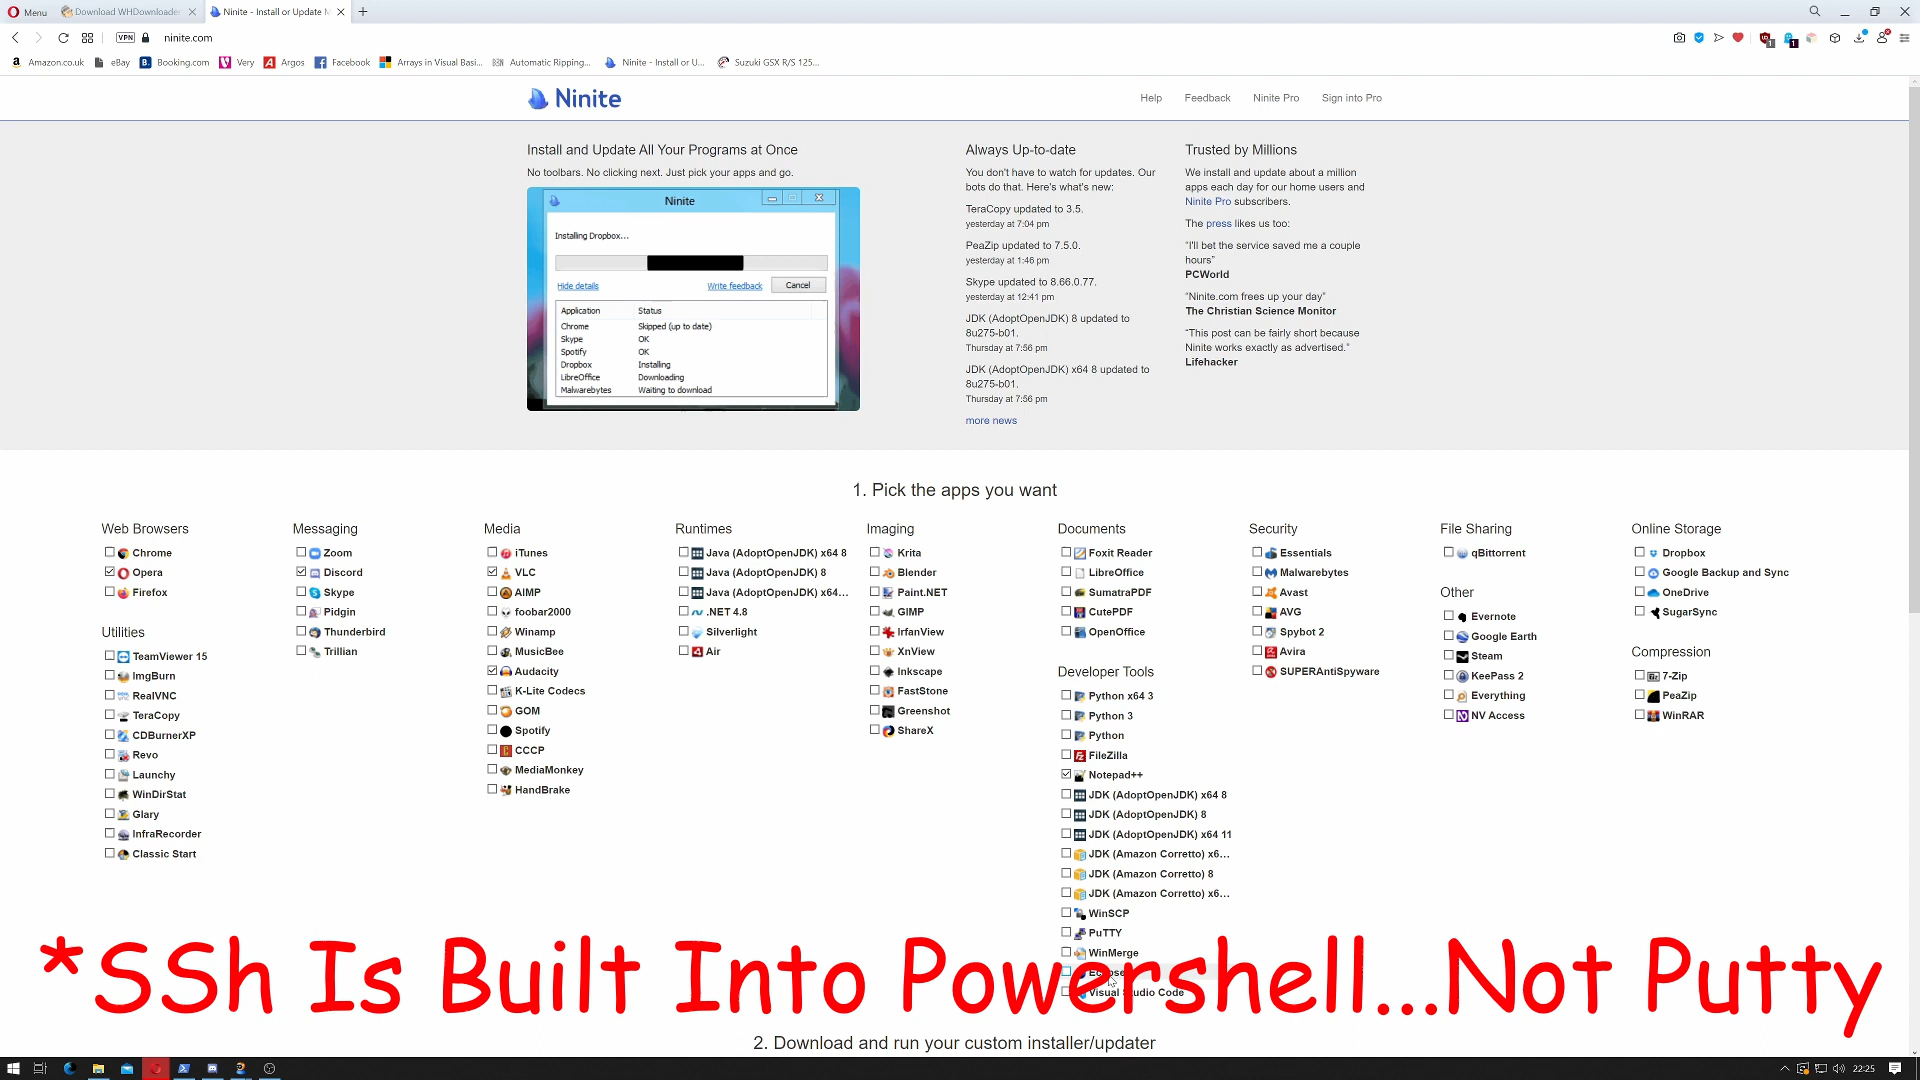 Menu
Download WHDownloader
Ninite - Install or Update M
VPN
ninite.com
1
1
Amazon.co.uk
eBay
Booking.com
Very
Argos
Facebook
Arrays in Visual Basi...
Automatic Ripping...
Ninite - Install or U...
Suzuki GSX R/S 125...
Ninite
Help
Feedback
Ninite Pro
Sign into Pro
Install and Update All Your Programs at Once
No toolbars. No clicking next. Just pick your apps and go.
Ninite
Installing Dropbox...
Hide details
Write feedback
Cancel
Application Status
Chrome Skipped (up to date)
Skype OK
Spotify OK
Dropbox Installing
LibreOffice Downloading
Malwarebytes Waiting to download
Always Up-to-date
You don't have to watch for updates. Our
bots do that. Here's what's new:
TeraCopy updated to 3.5.
yesterday at 7:04 pm
PeaZip updated to 7.5.0.
yesterday at 1:46 pm
Skype updated to 8.66.0.77.
yesterday at 12:41 pm
JDK (AdoptOpenJDK) 8 updated to
8u275-b01.
Thursday at 7:56 pm
JDK (AdoptOpenJDK) x64 8 updated to
8u275-b01.
Thursday at 7:56 pm
more news
Trusted by Millions
We install and update about a million
apps each day for our home users and
Ninite Pro subscribers.
The press likes us too:
"I'll bet the service saved me a couple
hours"
PCWorld
"Ninite.com frees up your day"
The Christian Science Monitor
"This post can be fairly short because
Ninite works exactly as advertised."
Lifehacker
1. Pick the apps you want
Web Browsers
Chrome
Opera
Firefox
Utilities
TeamViewer 15
ImgBurn
RealVNC
TeraCopy
CDBurnerXP
Revo
Launchy
WinDirStat
Glary
InfraRecorder
Classic Start
Messaging
Zoom
Discord
Skype
Pidgin
Thunderbird
Trillian
Media
iTunes
VLC
AIMP
foobar2000
Winamp
MusicBee
Audacity
K-Lite Codecs
GOM
Spotify
CCCP
MediaMonkey
HandBrake
Runtimes
Java (AdoptOpenJDK) x64 8
Java (AdoptOpenJDK) 8
Java (AdoptOpenJDK) x64...
.NET 4.8
Silverlight
Air
Imaging
Krita
Blender
Paint.NET
GIMP
IrfanView
XnView
Inkscape
FastStone
Greenshot
ShareX
Documents
Foxit Reader
LibreOffice
SumatraPDF
CutePDF
OpenOffice
Developer Tools
Python x64 3
Python 3
Python
FileZilla
Notepad++
JDK (AdoptOpenJDK) x64 8
JDK (AdoptOpenJDK) 8
JDK (AdoptOpenJDK) x64 11
JDK (Amazon Corretto) x6...
JDK (Amazon Corretto) 8
JDK (Amazon Corretto) x6...
WinSCP
PuTTY
WinMerge
Eclipse
Visual Studio Code
Security
Essentials
Malwarebytes
Avast
AVG
Spybot 2
Avira
SUPERAntiSpyware
File Sharing
qBittorrent
Other
Evernote
Google Earth
Steam
KeePass 2
Everything
NV Access
Online Storage
Dropbox
Google Backup and Sync
OneDrive
SugarSync
Compression
7-Zip
PeaZip
WinRAR
*SSh Is Built Into Powershell...Not Putty
2. Download and run your custom installer/updater
22:25